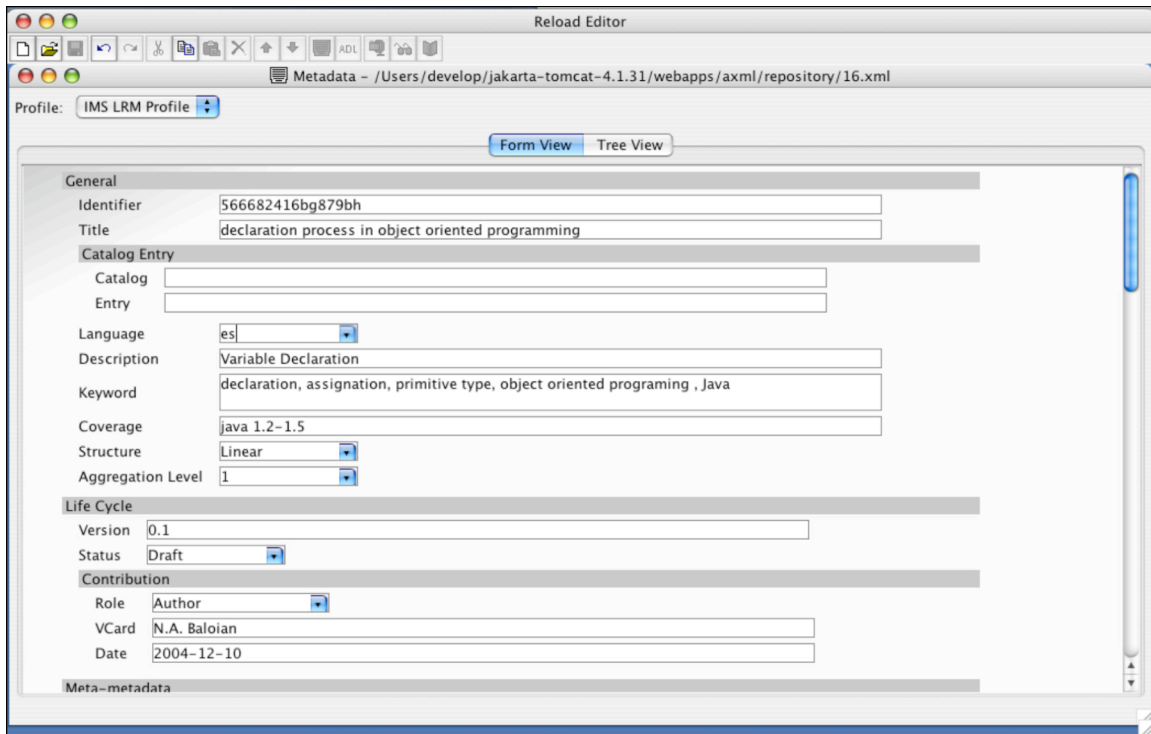 Reload Editor
ADL
Metadata - /Users/develop/jakarta-tomcat-4.1.31/webapps/axml/repository/16.xml
Profile: IMS LRM Profile
Form View Tree View
General
Identifier 566682416bg879bh
Title declaration process in object oriented programming
Catalog Entry
Catalog
Entry
Language es
Description Variable Declaration
Keyword declaration, assignation, primitive type, object oriented programing , Java
Coverage java 1.2-1.5
Structure Linear
Aggregation Level 1
Life Cycle
Version 0.1
Status Draft
Contribution
Role Author
VCard N.A. Baloian
Date 2004-12-10
Meta-metadata